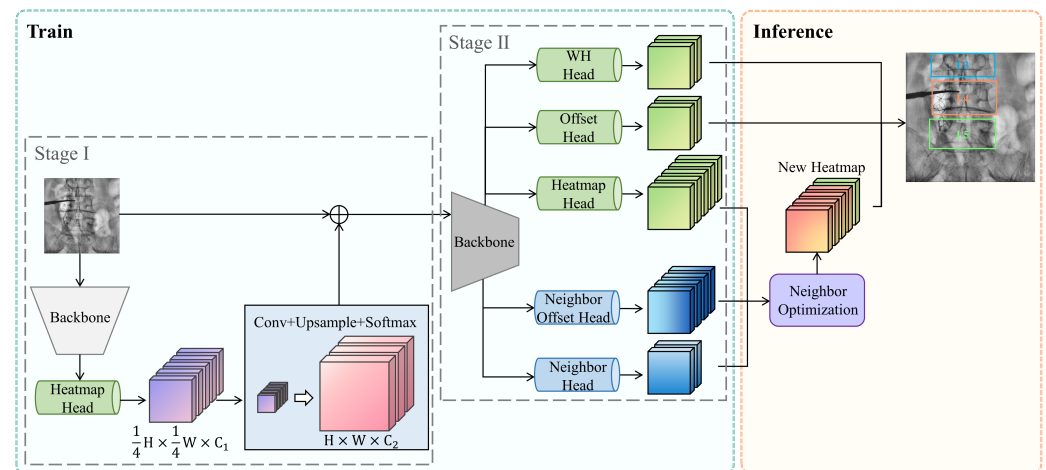 Train
Inference
Stage I
Stage II
Backbone
Heatmap
Head
1/4 H × 1/4 W × C₁
Conv+Upsample+Softmax
H × W × C₂
Backbone
WH
Head
Offset
Head
Heatmap
Head
Neighbor
Offset Head
Neighbor
Head
New Heatmap
Neighbor
Optimization